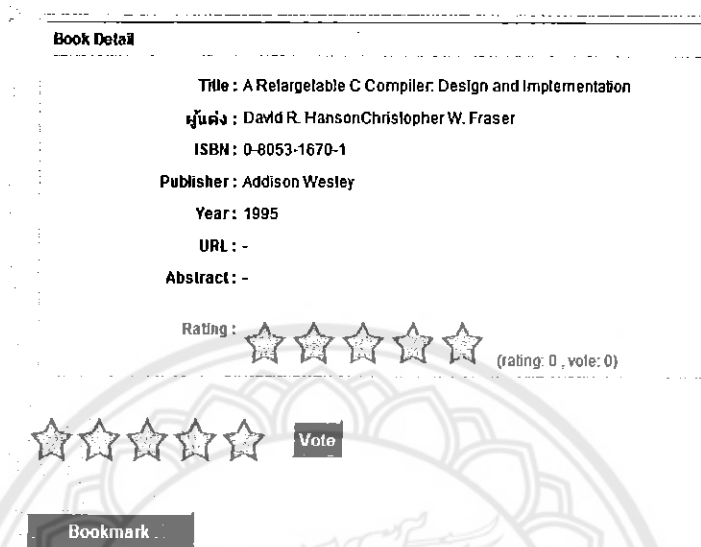 Book Detail
Title : A Retargetable C Compiler: Design and Implementation
ผู้แต่ง : David R. HansonChristopher W. Fraser
ISBN : 0-8053-1670-1
Publisher : Addison Wesley
Year : 1995
URL : -
Abstract : -
Rating : (rating: 0 , vote: 0)
Vote
Bookmark